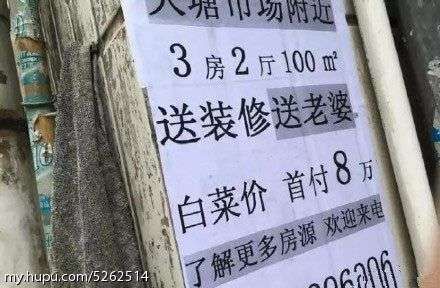 大塘市场附近
3房2厅100㎡
送装修送老婆
白菜价 首付8万
了解更多房源 欢迎来电
my.hupu.com/5262514